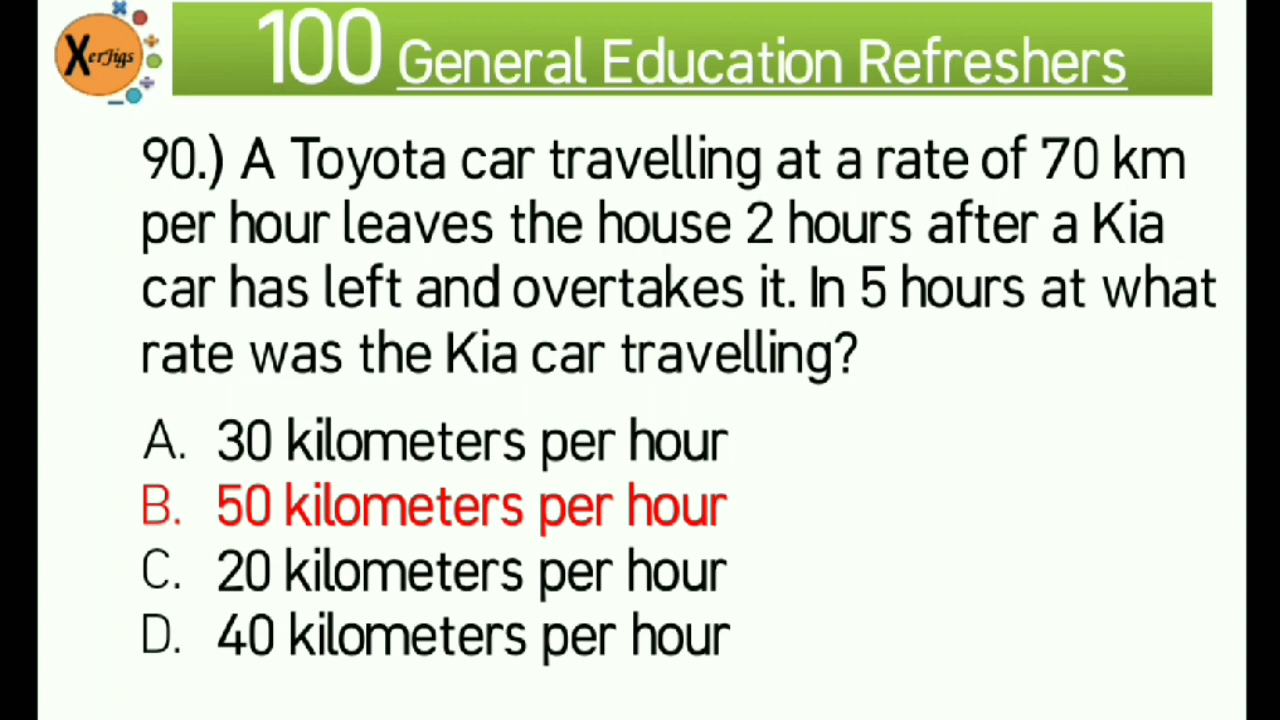 XerJigs
100 General Education Refreshers
90.) A Toyota car travelling at a rate of 70 km
per hour leaves the house 2 hours after a Kia
car has left and overtakes it. In 5 hours at what
rate was the Kia car travelling?
A. 30 kilometers per hour
B. 50 kilometers per hour
C. 20 kilometers per hour
D. 40 kilometers per hour